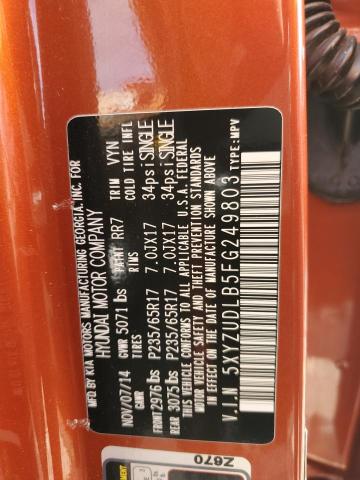 MFD. BY KIA MOTORS MANUFACTURING GEORGIA, INC. FOR
HYUNDAI MOTOR COMPANY
NOV/07/14 GVWR 5071 lbs PAINT RR7 TRIM VYN
GAWR TIRES RIMS COLD TIRE INFL
FRONT 2976 lbs P235/65R17 7.0JX17 34psi SINGLE
REAR 3075 lbs P235/65R17 7.0JX17 34psi SINGLE
THIS VEHICLE CONFORMS TO ALL APPLICABLE U.S.A. FEDERAL
MOTOR VEHICLE SAFETY AND THEFT PREVENTION STANDARDS
IN EFFECT ON THE DATE OF MANUFACTURE SHOWN ABOVE.
V.I.N 5XYZUDLB5FG249803 TYPE:MPV
Z670